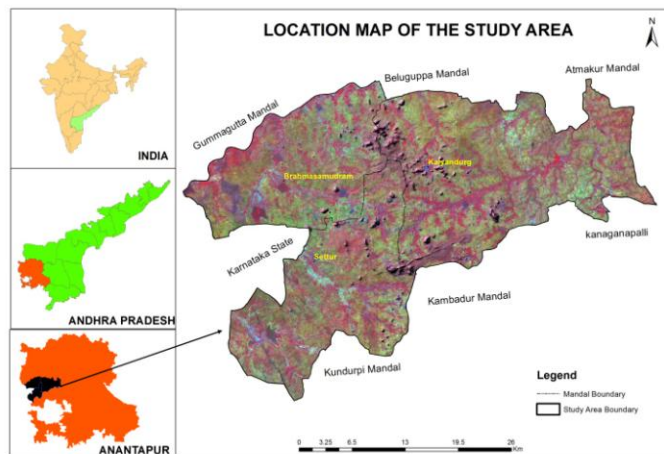 LOCATION MAP OF THE STUDY AREA
N
INDIA
ANDHRA PRADESH
ANANTAPUR
Beluguppa Mandal
Atmakur Mandal
Gummagutta Mandal
Kalyandurg
Brahmasamudram
kanaganapalli
Karnataka State
Settur
Kambadur Mandal
Kundurpi Mandal
Legend
Mandal Boundary
Study Area Boundary
0 3.25 6.5 13 19.5 26
Km